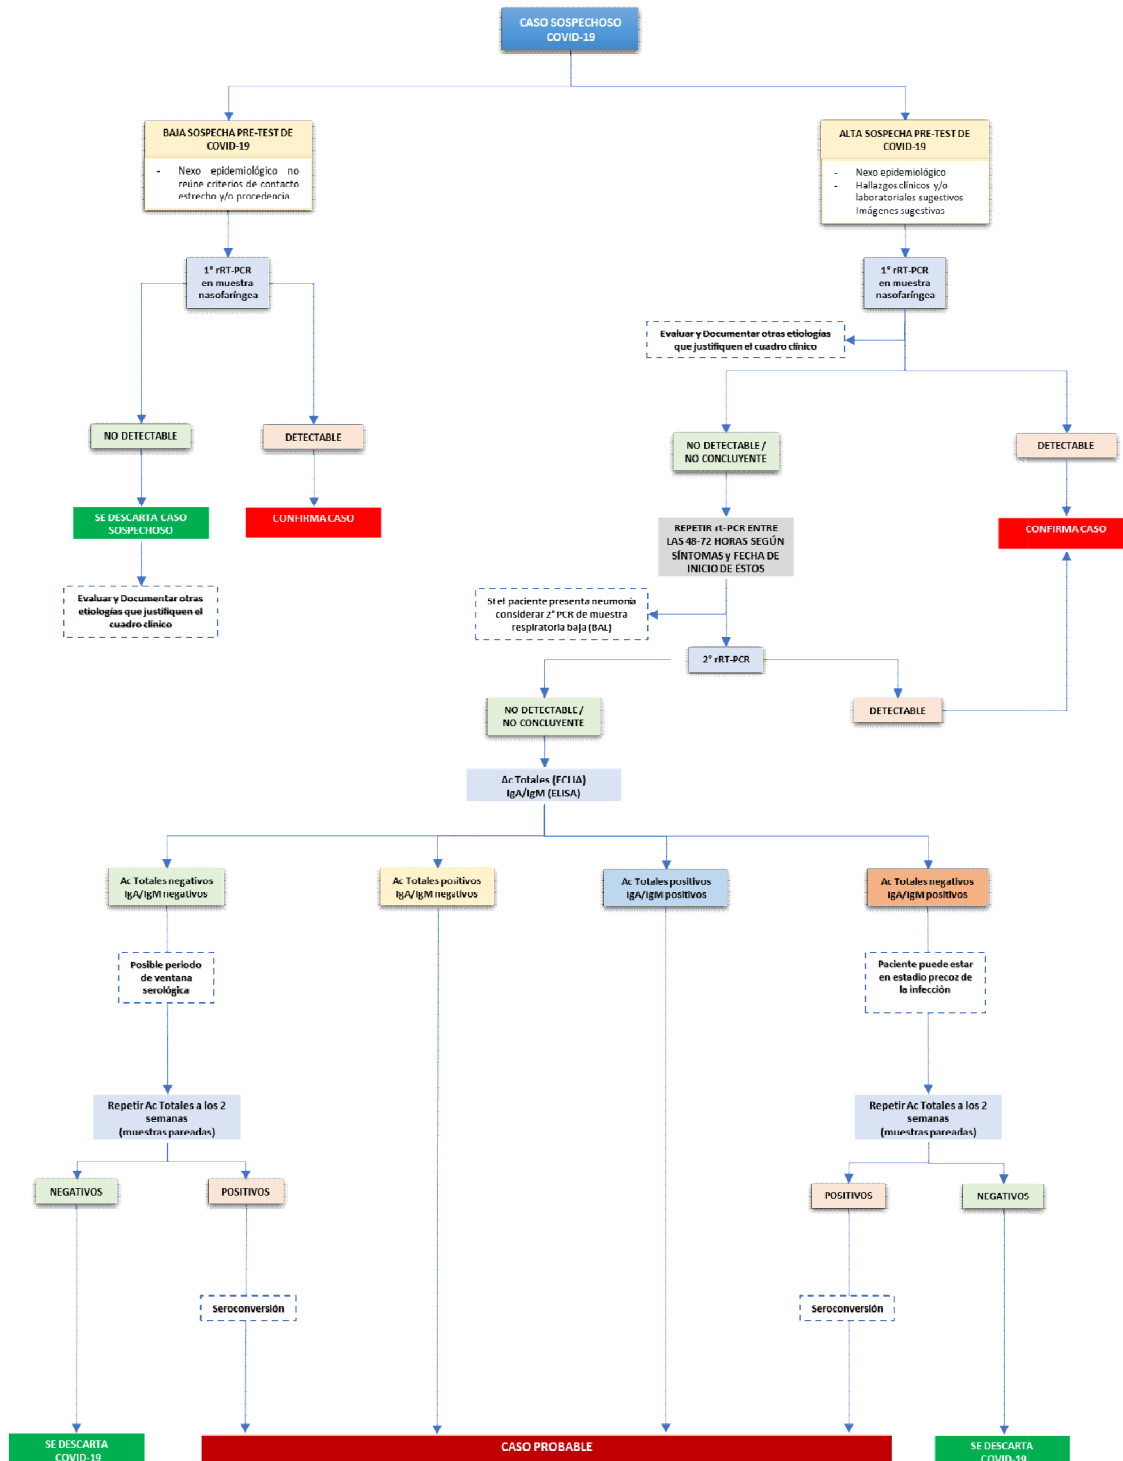 CASO SOSPECHOSO
COVID-19
BAJA SOSPECHA PRE-TEST DE
COVID-19
- Nexo epidemiológico no
reúne criterios de contacto
estrecho y/o procedencia
ALTA SOSPECHA PRE-TEST DE
COVID-19
- Nexo epidemiológico
- Hallazgos clínicos y/o
laboratoriales sugestivos
Imágenes sugestivas
1° rRT-PCR
en muestra
nasofaríngea
1° rRT-PCR
en muestra
nasofaríngea
Evaluar y Documentar otras etiologías
que justifiquen el cuadro clínico
NO DETECTABLE
DETECTABLE
NO DETECTABLE /
NO CONCLUYENTE
DETECTABLE
SE DESCARTA CASO
SOSPECHOSO
CONFIRMA CASO
REPETIR rt-PCR ENTRE
LAS 48-72 HORAS SEGÚN
SÍNTOMAS y FECHA DE
INICIO DE ÉSTOS
CONFIRMA CASO
Evaluar y Documentar otras
etiologías que justifiquen el
cuadro clínico
Si el paciente presenta neumonía
considerar 2° PCR de muestra
respiratoria baja (BAL)
2° rRT-PCR
NO DETECTABLE /
NO CONCLUYENTE
DETECTABLE
Ac Totales (ECLIA)
IgA/IgM (ELISA)
Ac Totales negativos
IgA/IgM negativos
Ac Totales positivos
IgA/IgM negativos
Ac Totales positivos
IgA/IgM positivos
Ac Totales negativos
IgA/IgM positivos
Posible periodo
de ventana
serológica
Paciente puede estar
en estadio precoz de
la infección
Repetir Ac Totales a los 2
semanas
(muestras pareadas)
Repetir Ac Totales a los 2
semanas
(muestras pareadas)
NEGATIVOS
POSITIVOS
POSITIVOS
NEGATIVOS
Seroconversión
Seroconversión
SE DESCARTA
COVID-19
CASO PROBABLE
SE DESCARTA
COVID-19